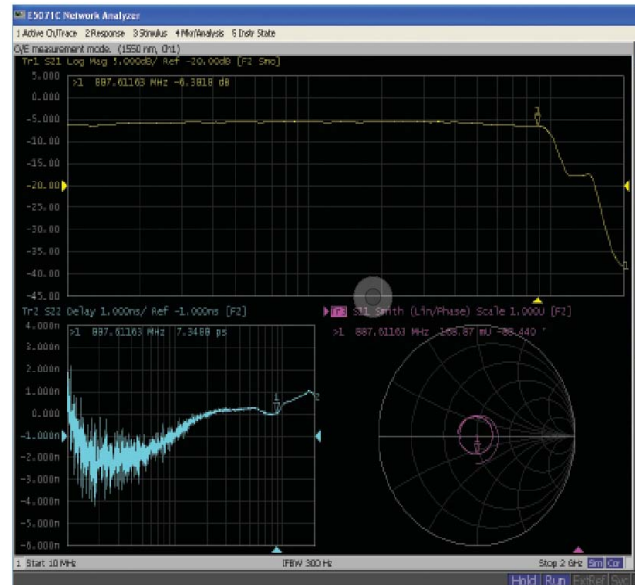 E5071C Network Analyzer
1 Active Ch/Trace 2 Response 3 Stimulus 4 Mkr/Analysis 5 Instr State
O/E measurement mode. (1550 nm, Ch1)
Tr1 S21 Log Mag 5.000dB/ Ref -20.00dB [F2 Smo]
5.000
>1 887.61163 MHz -6.3818 dB
0.000
-5.000
-10.00
-15.00
-20.00
-25.00
-30.00
-35.00
-40.00
-45.00
Tr2 S22 Delay 1.000ns/ Ref -1.000ns [F2]
4.000n
>1 887.61163 MHz 7.3488 ps
3.000n
2.000n
1.000n
0.000
-1.000n
-2.000n
-3.000n
-4.000n
-5.000n
-6.000n
Smith (Lin/Phase) Scale 1.000U [F2]
>1 887.61163 MHz
1 Start 10 MHz
IFBW 300 Hz
Stop 2 GHz
Cor
Hold Run ExtRef Svc